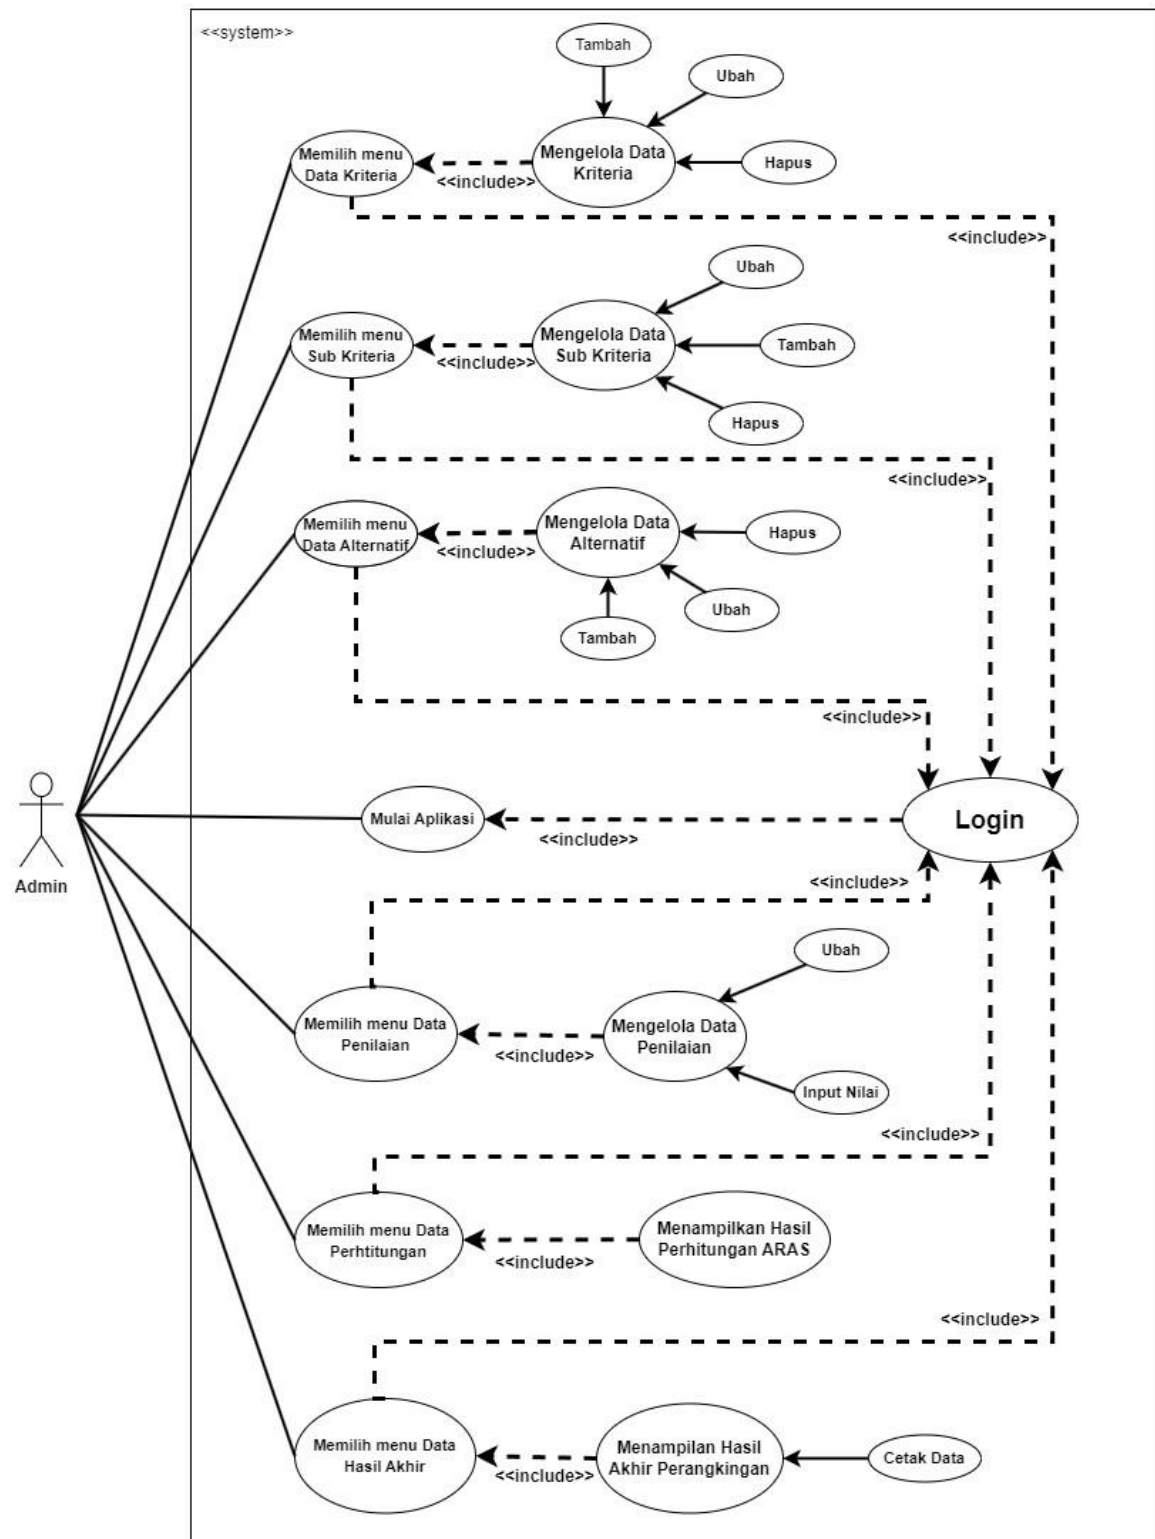 <<system>>
Tambah
Ubah
Memilih menu
Data Kriteria
<<include>>
Mengelola Data
Kriteria
Hapus
<<include>>
Ubah
Memilih menu
Sub Kriteria
<<include>>
Mengelola Data
Sub Kriteria
Tambah
Hapus
<<include>>
Memilih menu
Data Alternatif
<<include>>
Mengelola Data
Alternatif
Hapus
Ubah
Tambah
<<include>>
Admin
Mulai Aplikasi
<<include>>
Login
<<include>>
Ubah
Memilih menu Data
Penilaian
<<include>>
Mengelola Data
Penilaian
Input Nilai
<<include>>
Memilih menu Data
Perhtitungan
<<include>>
Menampilkan Hasil
Perhitungan ARAS
<<include>>
Memilih menu Data
Hasil Akhir
<<include>>
Menampilan Hasil
Akhir Perangkingan
Cetak Data